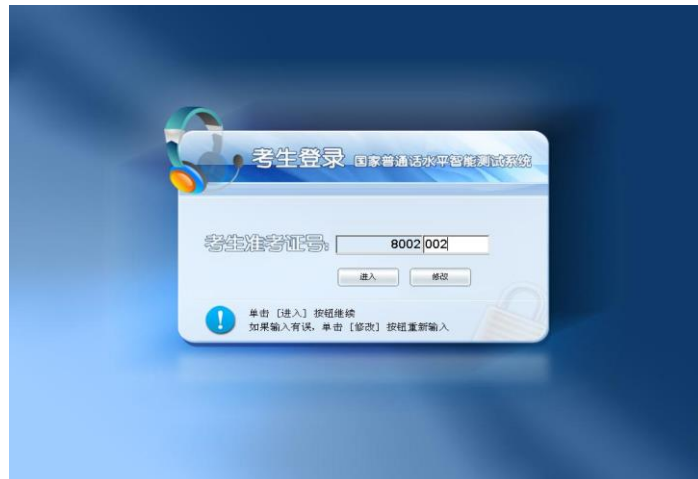 考生登录 国家普通话水平智能测试系统
考生准考证号： 8002 002
进入 修改
单击 [进入] 按钮继续
如果输入有误，单击 [修改] 按钮重新输入